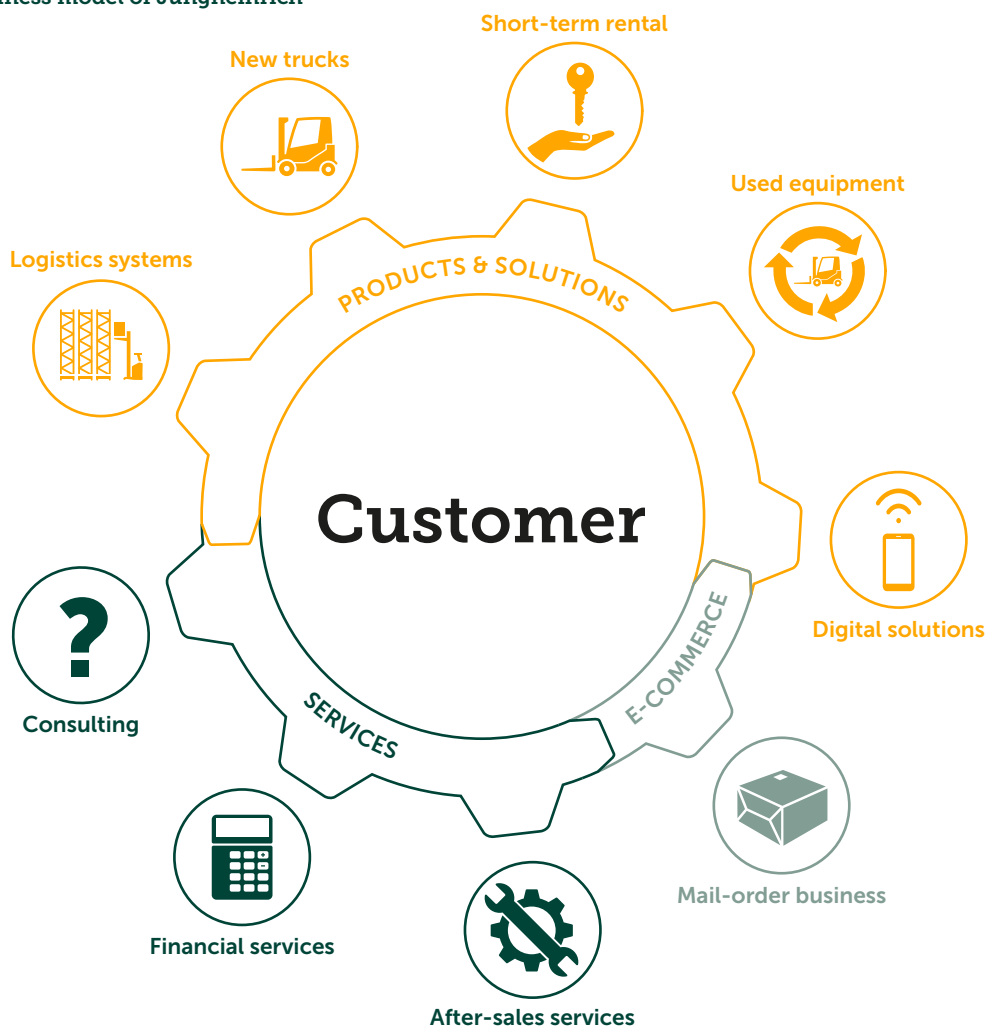 Short-term rental
New trucks
Used equipment
Logistics systems
PRODUCTS & SOLUTIONS
Customer
Digital solutions
E-COMMERCE
SERVICES
Consulting
Mail-order business
Financial services
After-sales services